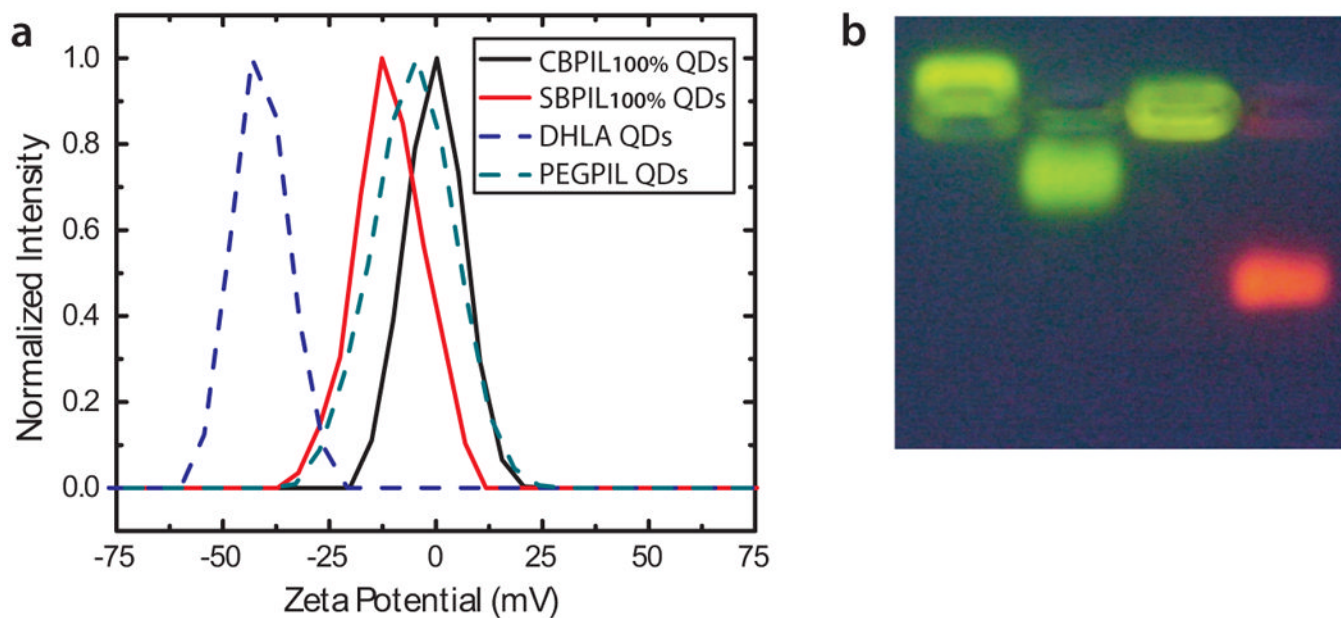 a
Normalized Intensity
1.0
0.8
0.6
0.4
0.2
0.0
-75
-50
-25
0
25
50
75
Zeta Potential (mV)
CBPIL100% QDs
SBPIL100% QDs
DHLA QDs
PEGPIL QDs
b